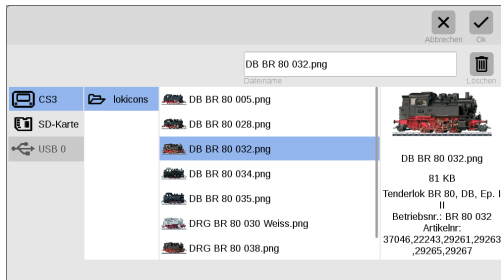 Abbrechen Ok
DB BR 80 032.png
Dateiname Löschen
CS3 lokicons DB BR 80 005.png
SD-Karte DB BR 80 028.png
USB 0 DB BR 80 032.png
DB BR 80 034.png
DB BR 80 035.png
DRG BR 80 030 Weiss.png
DRG BR 80 038.png
DB BR 80 032.png
81 KB
Tenderlok BR 80, DB, Ep. I
II
Betriebsnr.: BR 80 032
Artikelnr:
37046,22243,29261,29263
,29265,29267